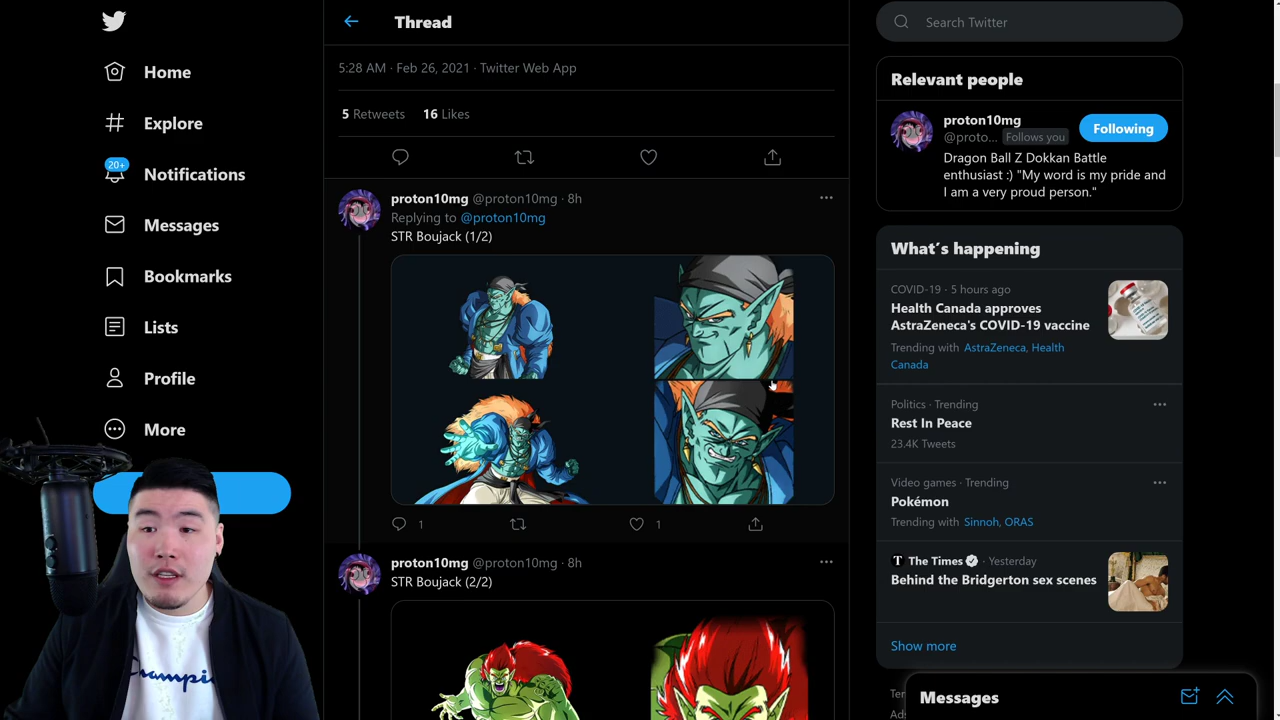 Home
Explore
20+
Notifications
Messages
Bookmarks
Lists
Profile
More
Thread
5:28 AM · Feb 26, 2021 · Twitter Web App
5 Retweets 16 Likes
proton10mg @proton10mg · 8h
Replying to @proton10mg
STR Boujack (1/2)
1
1
proton10mg @proton10mg · 8h
STR Boujack (2/2)
Search Twitter
Relevant people
proton10mg
@proto... Follows you
Following
Dragon Ball Z Dokkan Battle
enthusiast :) "My word is my pride and
I am a very proud person."
What's happening
COVID-19 · 5 hours ago
Health Canada approves
AstraZeneca's COVID-19 vaccine
Trending with AstraZeneca, Health
Canada
Politics · Trending
Rest In Peace
23.4K Tweets
Video games · Trending
Pokémon
Trending with Sinnoh, ORAS
The Times · Yesterday
Behind the Bridgerton sex scenes
Show more
Messages
Champio